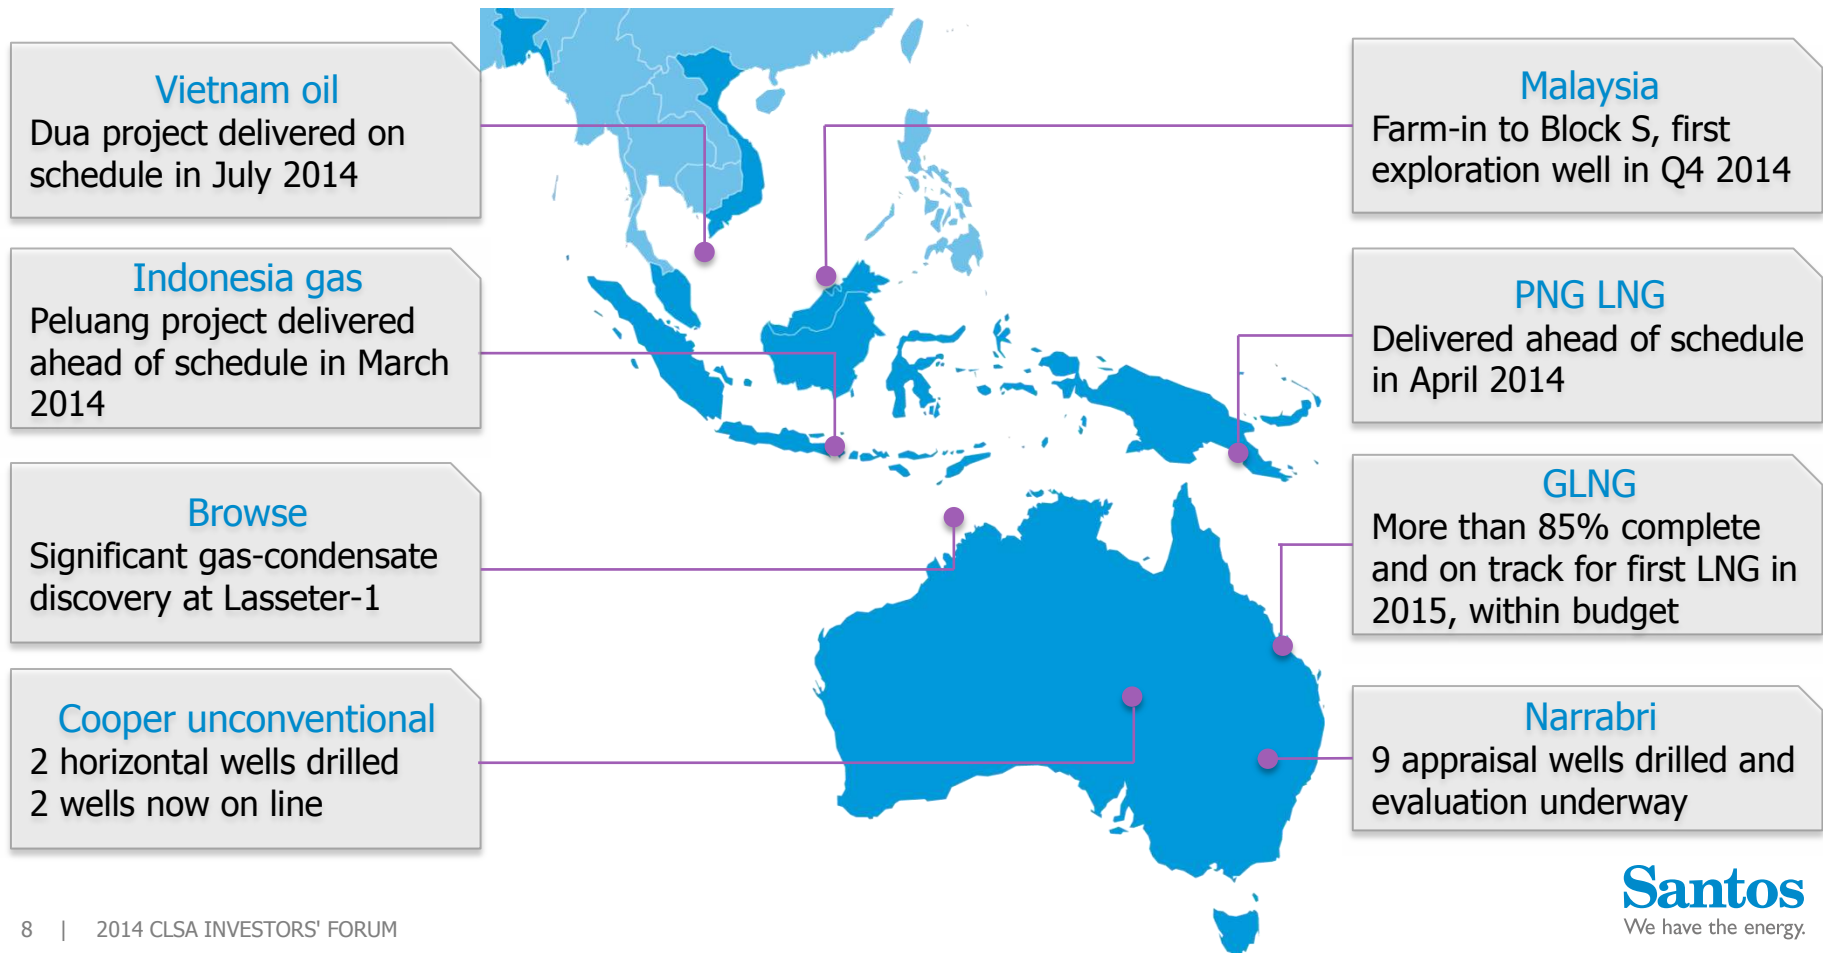 Vietnam oil
Dua project delivered on
schedule in July 2014
Indonesia gas
Peluang project delivered
ahead of schedule in March
2014
Browse
Significant gas-condensate
discovery at Lasseter-1
Cooper unconventional
2 horizontal wells drilled
2 wells now on line
Malaysia
Farm-in to Block S, first
exploration well in Q4 2014
PNG LNG
Delivered ahead of schedule
in April 2014
GLNG
More than 85% complete
and on track for first LNG in
2015, within budget
Narrabri
9 appraisal wells drilled and
evaluation underway
Santos
We have the energy.
8 | 2014 CLSA INVESTORS' FORUM